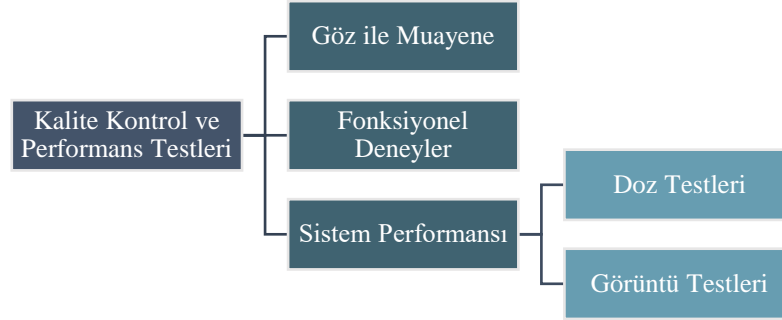 Göz ile Muayene
Kalite Kontrol ve
Performans Testleri
Fonksiyonel
Deneyler
Sistem Performansı
Doz Testleri
Görüntü Testleri